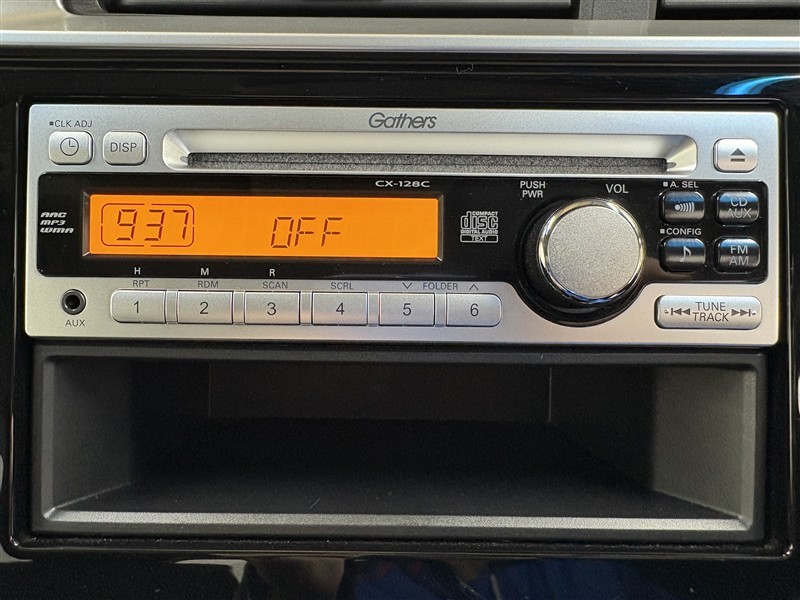 CLK ADJ
Gathers
DISP
CX-128C
PUSH
PWR
VOL
A. SEL
CD
AUX
AAC
MP3
WMA
937 OFF
COMPACT
disc
DIGITAL AUDIO
TEXT
CONFIG
FM
AM
H M R
RPT RDM SCAN SCRL FOLDER
1 2 3 4 5 6
AUX
TUNE
TRACK